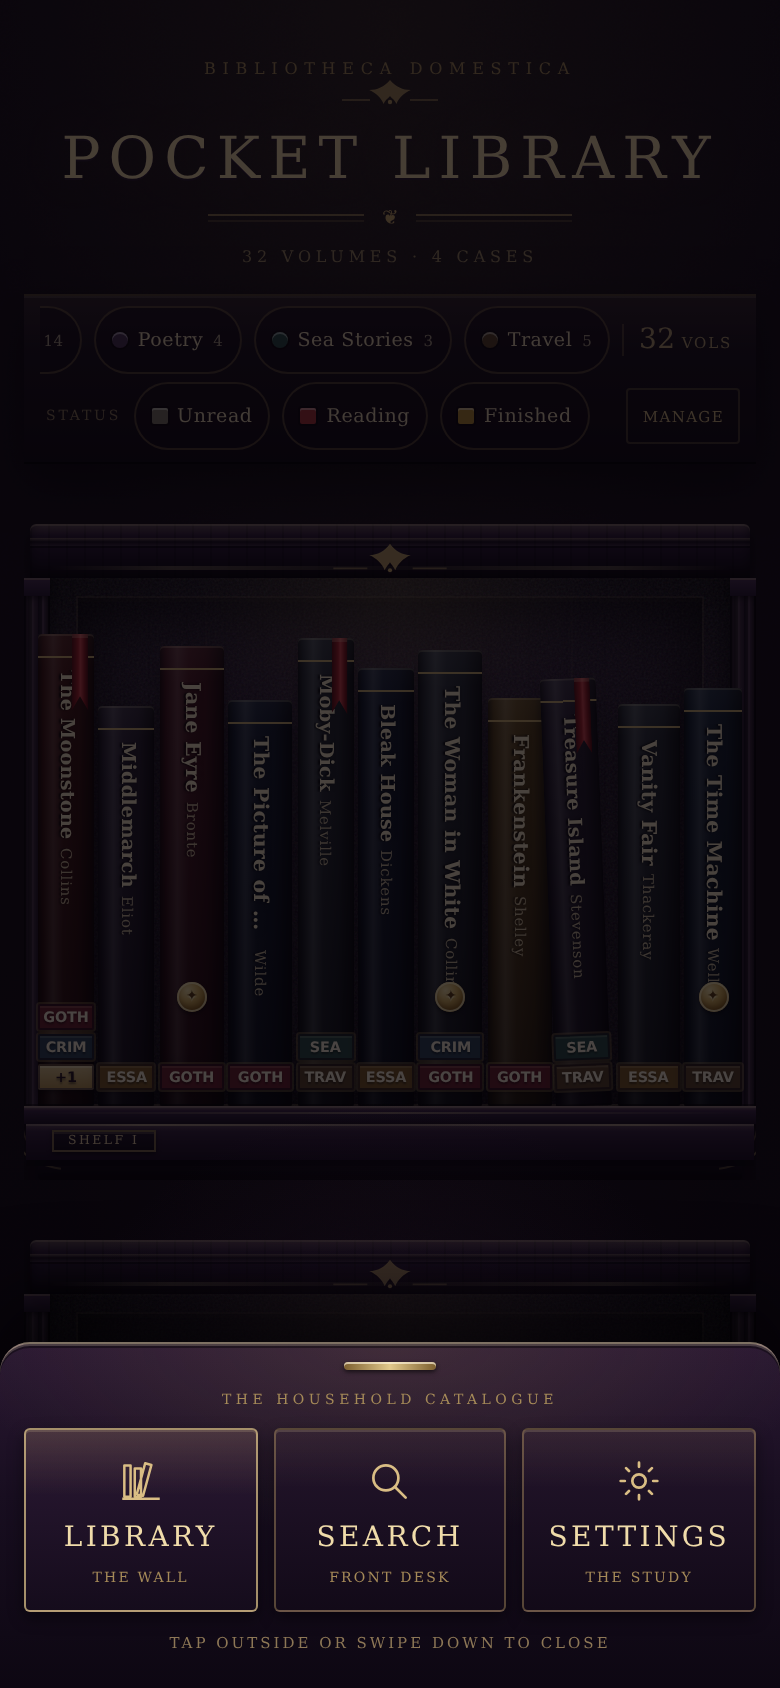 BIBLIOTHECA DOMESTICA
POCKET LIBRARY
32 VOLUMES · 4 CASES
14 Poetry 4 Sea Stories 3 Travel 5 32 VOLS
STATUS Unread Reading Finished MANAGE
The Moonstone Collins
Middlemarch Eliot
Jane Eyre Bronte
The Picture of ... Wilde
Moby-Dick Melville
Bleak House Dickens
The Woman in White Collin
Frankenstein Shelley
Treasure Island Stevenson
Vanity Fair Thackeray
The Time Machine Well
GOTH
CRIM SEA CRIM SEA
+1 ESSA GOTH GOTH TRAV ESSA GOTH GOTH TRAV ESSA TRAV
SHELF I
THE HOUSEHOLD CATALOGUE
LIBRARY SEARCH SETTINGS
THE WALL FRONT DESK THE STUDY
TAP OUTSIDE OR SWIPE DOWN TO CLOSE